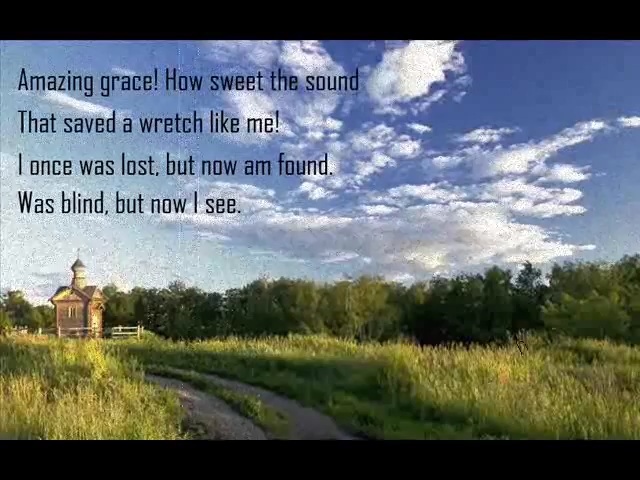 Amazing grace! How sweet the sound
That saved a wretch like me!
I once was lost, but now am found.
Was blind, but now I see.